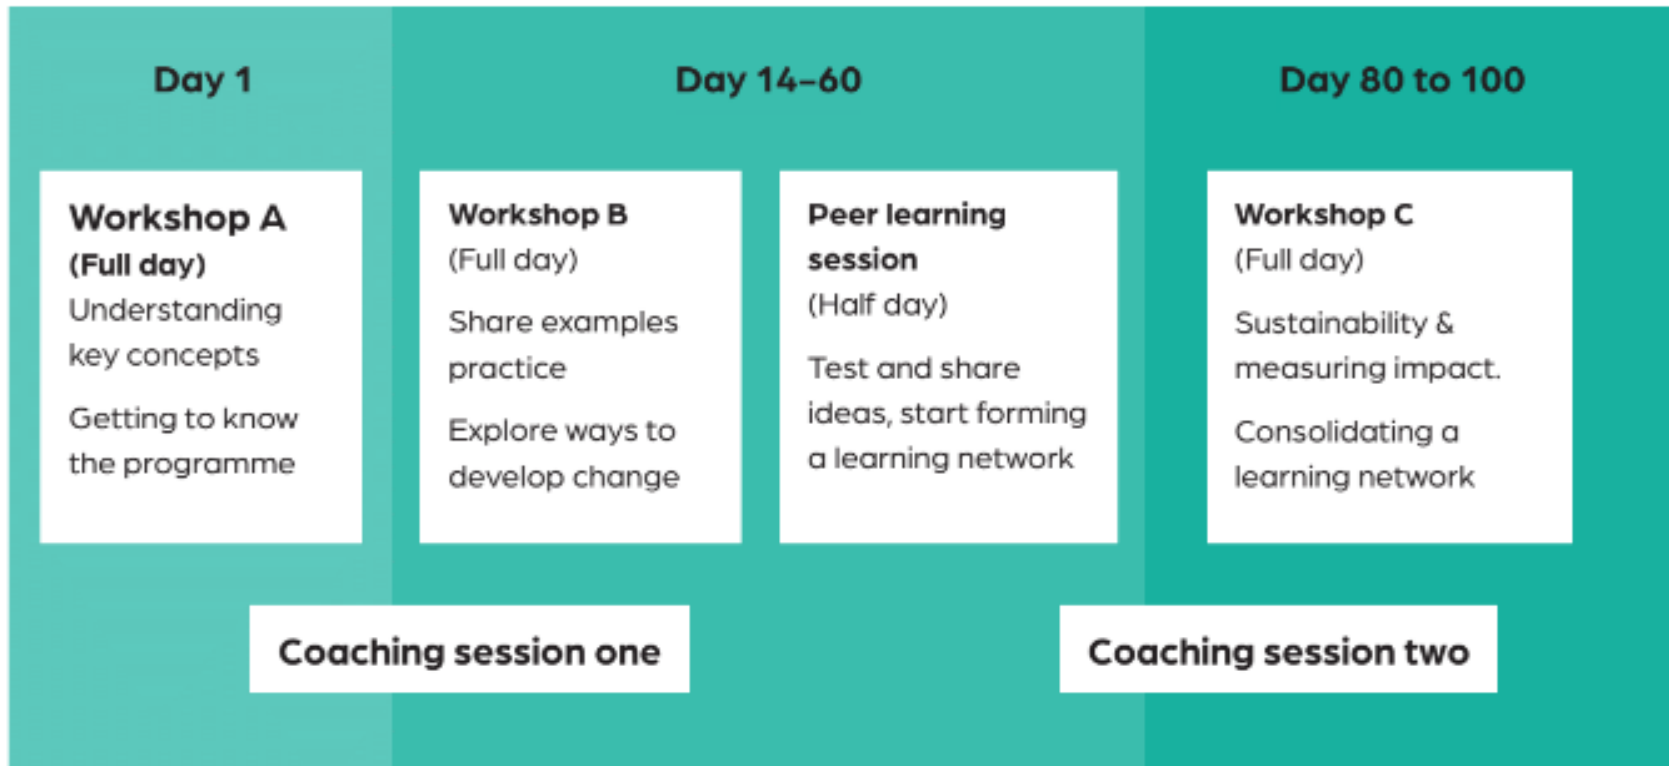 Day 1
Day 14–60
Day 80 to 100
Workshop A
(Full day)
Understanding
key concepts
Getting to know
the programme
Workshop B
(Full day)
Share examples
practice
Explore ways to
develop change
Peer learning
session
(Half day)
Test and share
ideas, start forming
a learning network
Workshop C
(Full day)
Sustainability &
measuring impact.
Consolidating a
learning network
Coaching session one
Coaching session two